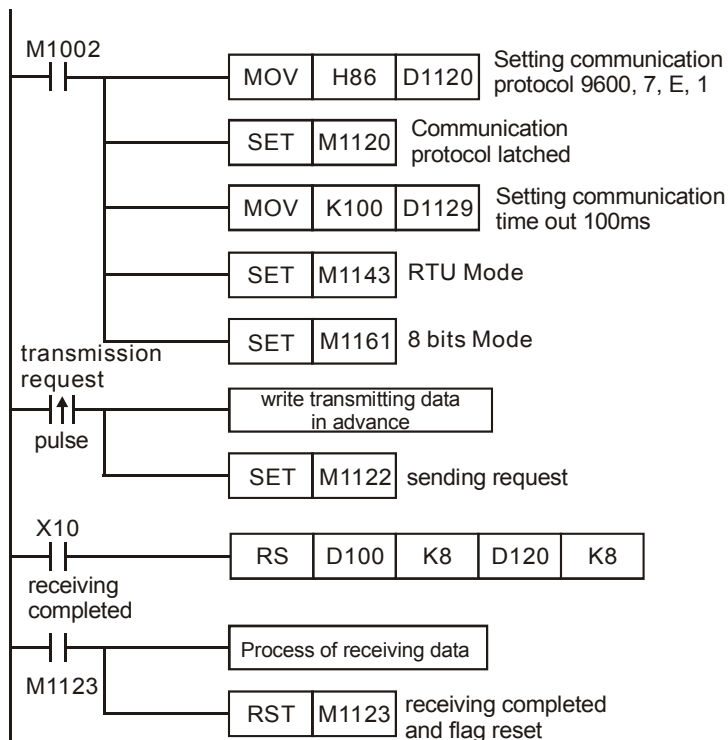 M1002
MOV H86 D1120 Setting communication
protocol 9600, 7, E, 1
SET M1120 Communication
protocol latched
MOV K100 D1129 Setting communication
time out 100ms
SET M1143 RTU Mode
SET M1161 8 bits Mode
transmission
request
pulse
write transmitting data
in advance
SET M1122 sending request
X10
RS D100 K8 D120 K8
receiving
completed
Process of receiving data
M1123
RST M1123 receiving completed
and flag reset